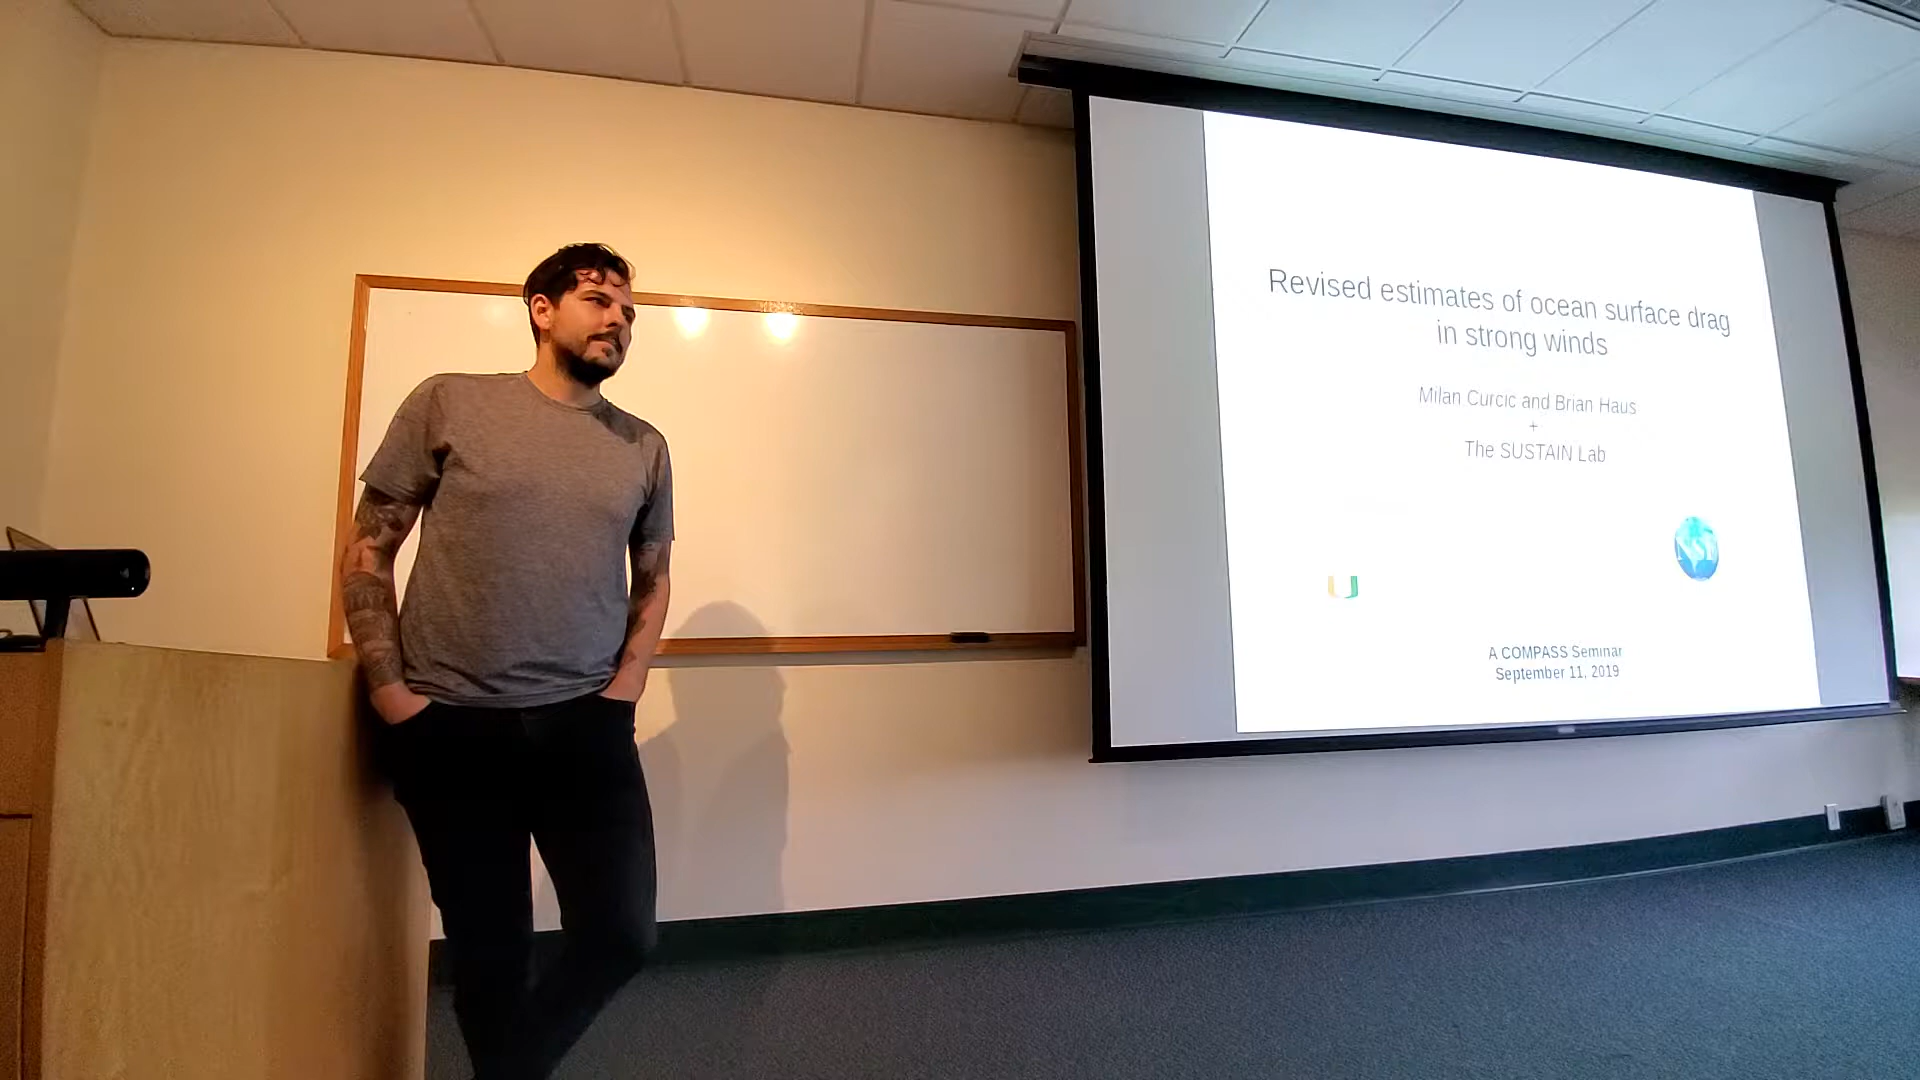 Revised estimates of ocean surface drag
in strong winds
Milan Curcic and Brian Haus
+
The SUSTAIN Lab
NSF
U
A COMPASS Seminar
September 11, 2019